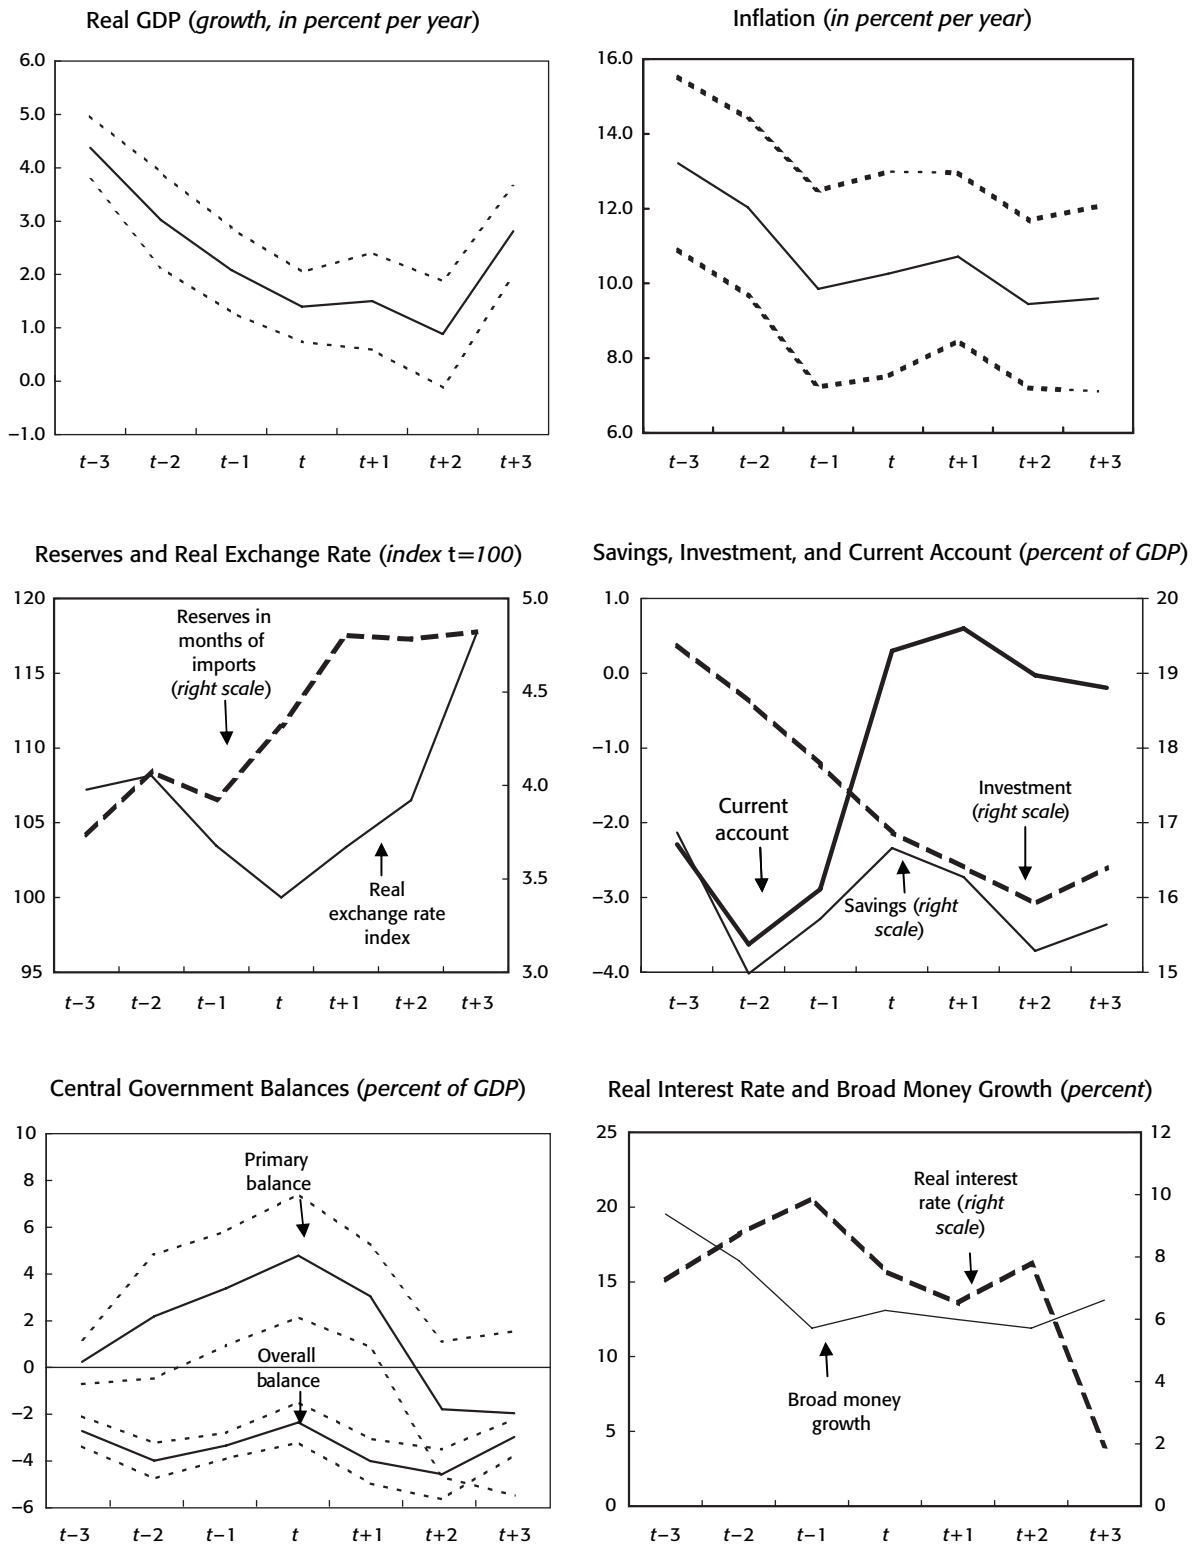 Real GDP (growth, in percent per year)
6.0
5.0
4.0
3.0
2.0
1.0
0.0
–1.0
t–3 t–2 t–1 t t+1 t+2 t+3
Inflation (in percent per year)
16.0
14.0
12.0
10.0
8.0
6.0
t–3 t–2 t–1 t t+1 t+2 t+3
Reserves and Real Exchange Rate (index t=100)
120
115
110
105
100
95
5.0
4.5
4.0
3.5
3.0
Reserves in
months of
imports
(right scale)
Real
exchange rate
index
t–3 t–2 t–1 t t+1 t+2 t+3
Savings, Investment, and Current Account (percent of GDP)
1.0
0.0
–1.0
–2.0
–3.0
–4.0
20
19
18
17
16
15
Current
account
Investment
(right scale)
Savings (right
scale)
t–3 t–2 t–1 t t+1 t+2 t+3
Central Government Balances (percent of GDP)
10
8
6
4
2
0
–2
–4
–6
Primary
balance
Overall
balance
t–3 t–2 t–1 t t+1 t+2 t+3
Real Interest Rate and Broad Money Growth (percent)
25
20
15
10
5
0
12
10
8
6
4
2
0
Real interest
rate (right
scale)
Broad money
growth
t–3 t–2 t–1 t t+1 t+2 t+3